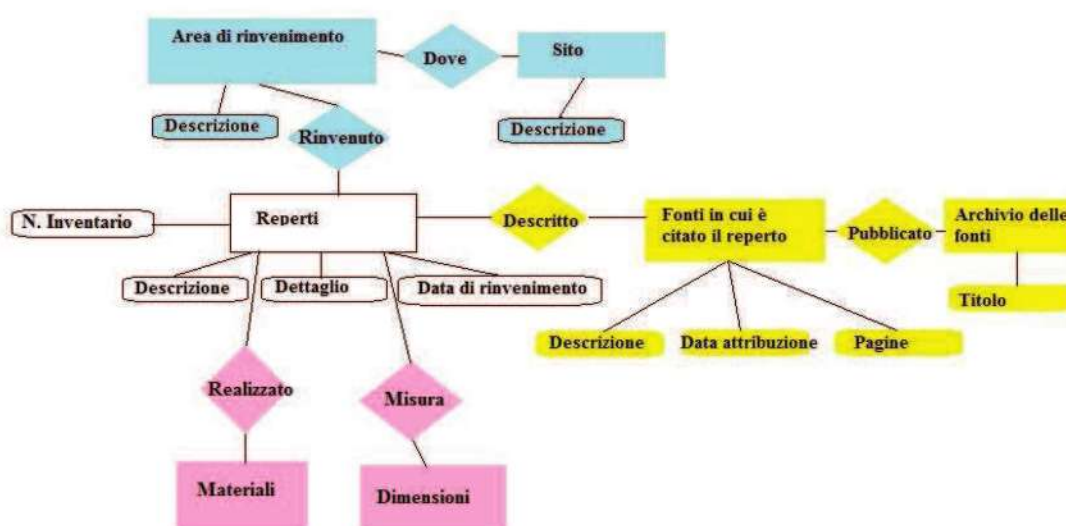 Area di rinvenimento
Dove
Sito
Descrizione
Descrizione
Rinvenuto
N. Inventario
Reperti
Descritto
Fonti in cui è
citato il reperto
Pubblicato
Archivio delle
fonti
Descrizione
Dettaglio
Data di rinvenimento
Titolo
Descrizione
Data attribuzione
Pagine
Realizzato
Misura
Materiali
Dimensioni